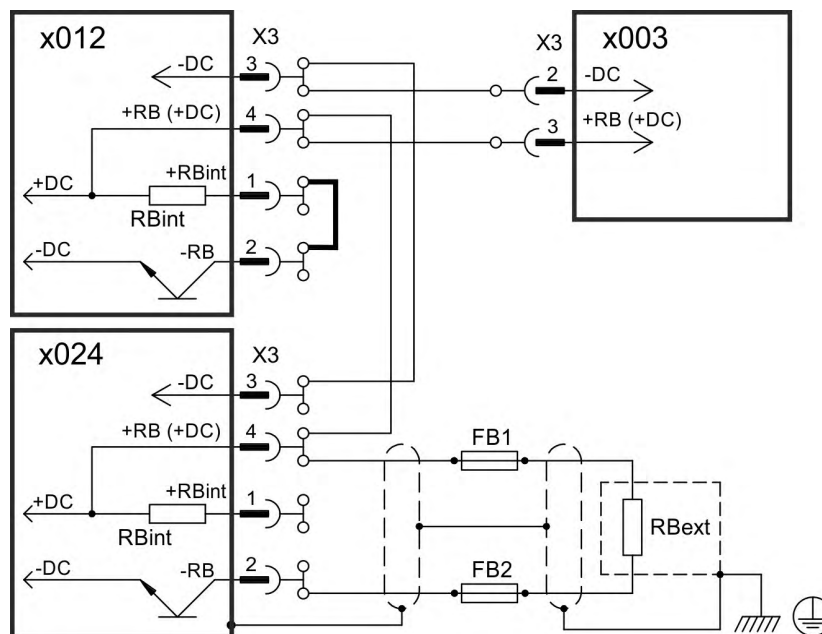 x012
X3
X3
x003
-DC
3
2
-DC
+RB (+DC)
4
3
+RB (+DC)
+DC
+RBint
1
RBint
-DC
-RB
2
x024
X3
-DC
3
+RB (+DC)
4
FB1
+DC
+RBint
1
RBint
RBext
-DC
-RB
2
FB2